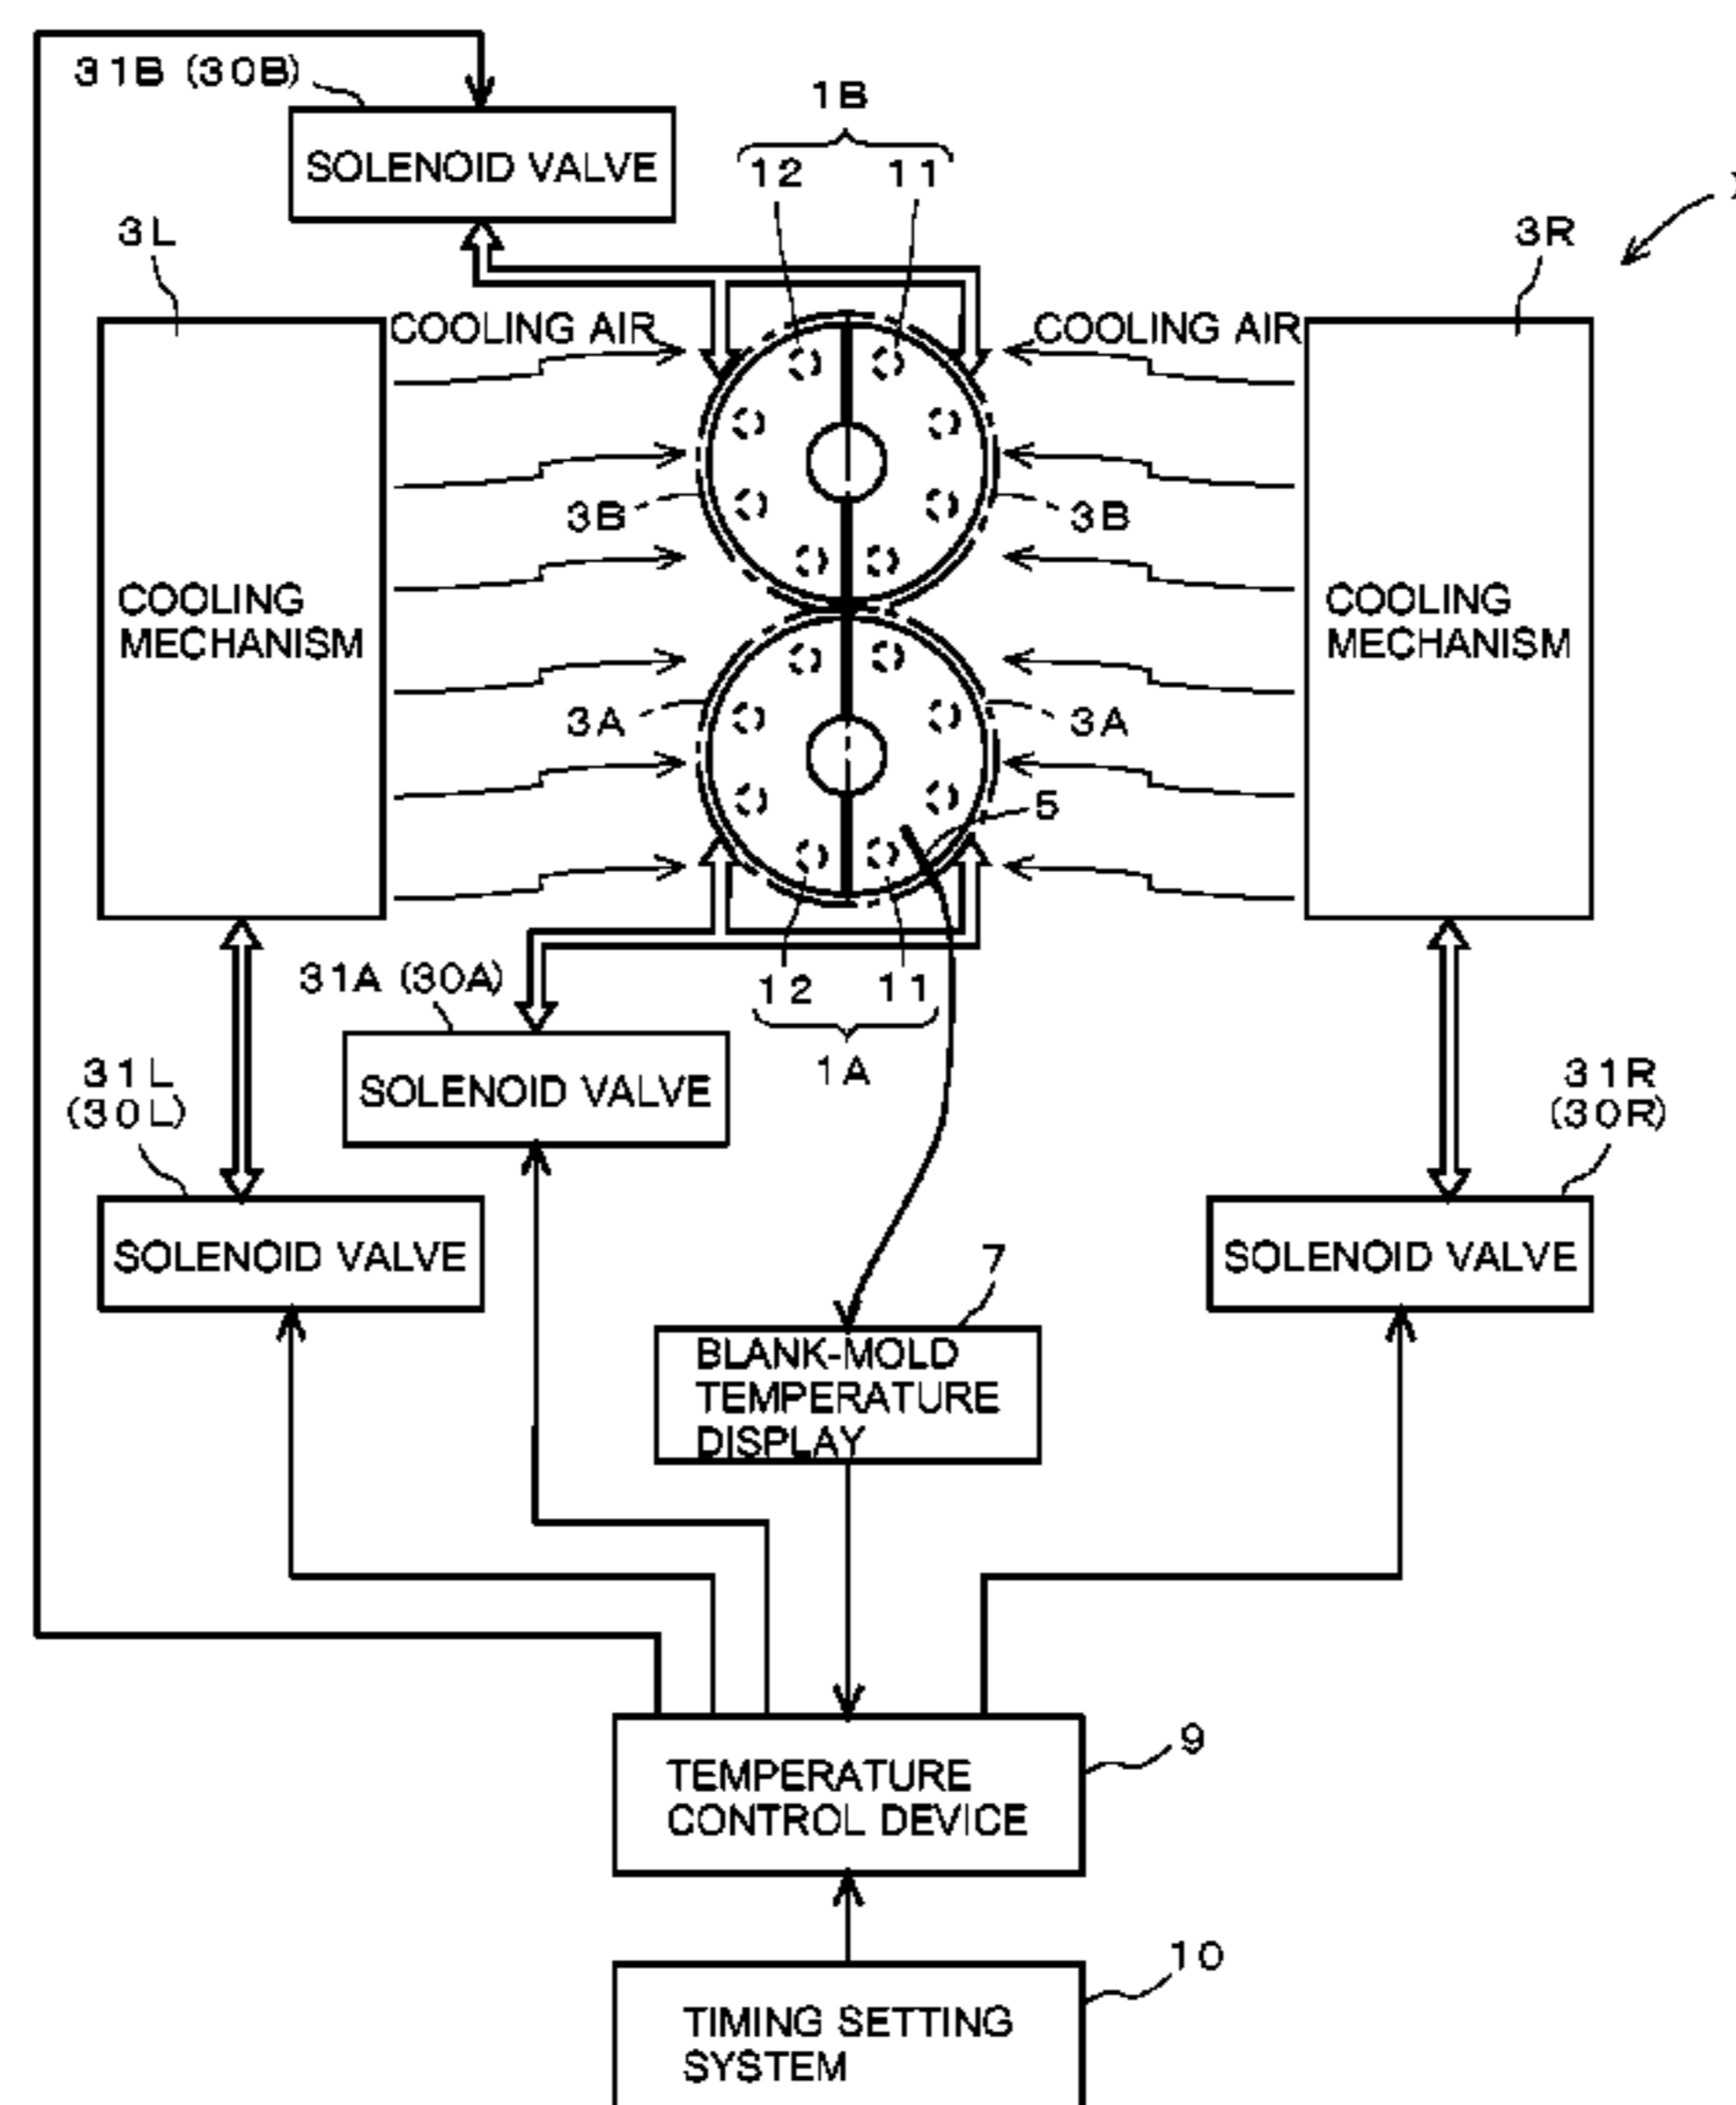 31B (30B)
1B
SOLENOID VALVE
12
11
3L
3R
COOLING AIR
COOLING AIR
3B
3B
COOLING
MECHANISM
COOLING
MECHANISM
3A
3A
5
31A (30A)
12
11
1A
SOLENOID VALVE
31L
(30L)
31R
(30R)
SOLENOID VALVE
SOLENOID VALVE
7
BLANK-MOLD
TEMPERATURE
DISPLAY
9
TEMPERATURE
CONTROL DEVICE
10
TIMING SETTING
SYSTEM